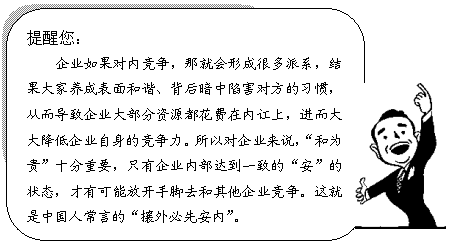 提醒您：
企业如果对内竞争，那就会形成很多派系，结
果大家养成表面和谐、背后暗中陷害对方的习惯，
从而导致企业大部分资源都花费在内讧上，进而大
大降低企业自身的竞争力。所以对企业来说，“和为
贵”十分重要，只有企业内部达到一致的“安”的
状态，才有可能放开手脚去和其他企业竞争。这就
是中国人常言的“攘外必先安内”。